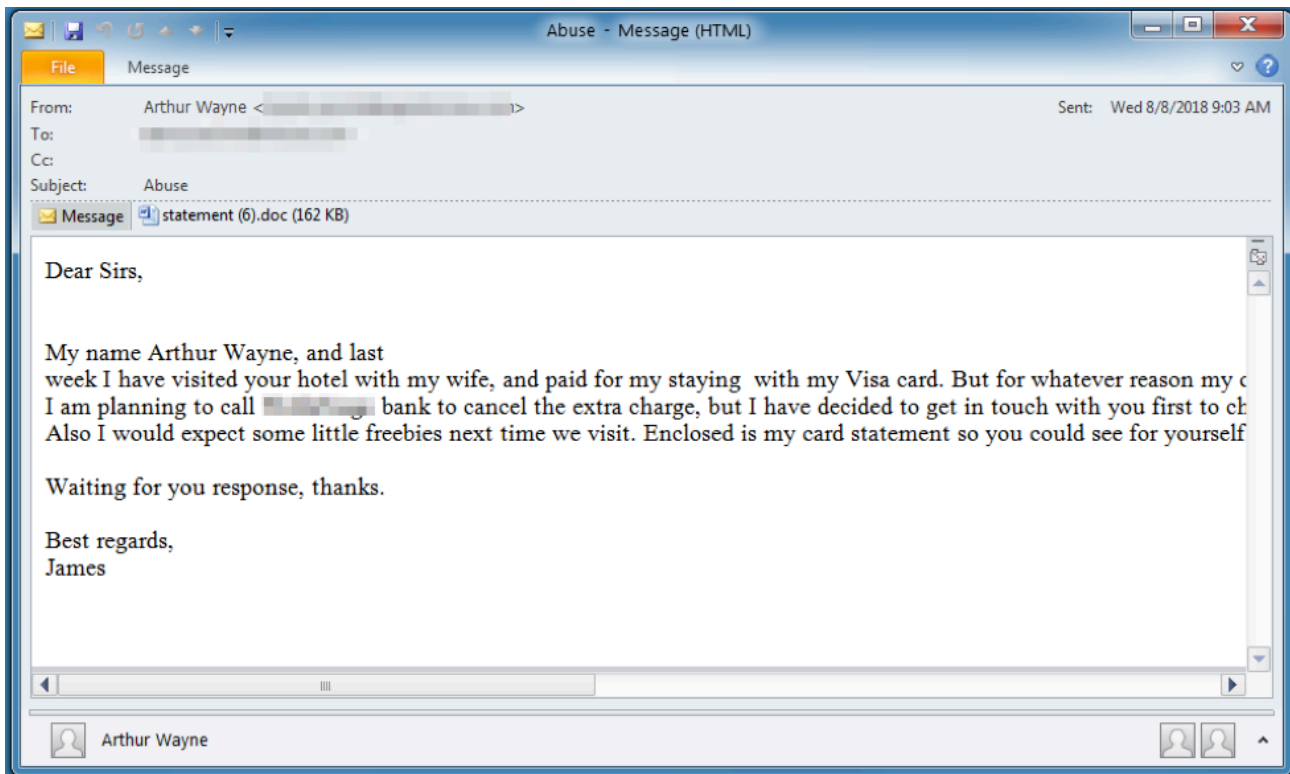 Abuse - Message (HTML)
File Message
From: Arthur Wayne < > Sent: Wed 8/8/2018 9:03 AM
To:
Cc:
Subject: Abuse
Message statement (6).doc (162 KB)
Dear Sirs,
My name Arthur Wayne, and last
week I have visited your hotel with my wife, and paid for my staying with my Visa card. But for whatever reason my
I am planning to call bank to cancel the extra charge, but I have decided to get in touch with you first to
Also I would expect some little freebies next time we visit. Enclosed is my card statement so you could see for yourself
Waiting for you response, thanks.
Best regards,
James
Arthur Wayne